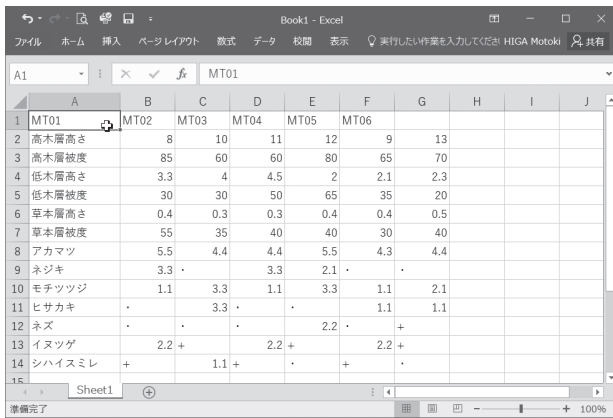 Book1 - Excel
ファイル ホーム 挿入 ページ レイアウト 数式 データ 校閲 表示 実行したい作業を入力してくださ HIGA Motoki 共有
A1 fx MT01
A B C D E F G H I J
1 MT01 MT02 MT03 MT04 MT05 MT06
2 高木層高さ 8 10 11 12 9 13
3 高木層被度 85 60 60 80 65 70
4 低木層高さ 3.3 4 4.5 2 2.1 2.3
5 低木層被度 30 30 50 65 35 20
6 草本層高さ 0.4 0.3 0.3 0.4 0.4 0.5
7 草本層被度 55 35 40 40 30 40
8 アカマツ 5.5 4.4 4.4 5.5 4.3 4.4
9 ネジキ 3.3 ・ 3.3 2.1 ・ ・
10 モチツツジ 1.1 3.3 1.1 3.3 1.1 2.1
11 ヒサカキ ・ 3.3 ・ ・ 1.1 1.1
12 ネズ ・ ・ ・ 2.2 ・ +
13 イヌツゲ 2.2 + 2.2 + 2.2 +
14 シハイスミレ + 1.1 + ・ + ・
15
Sheet1
準備完了 100%